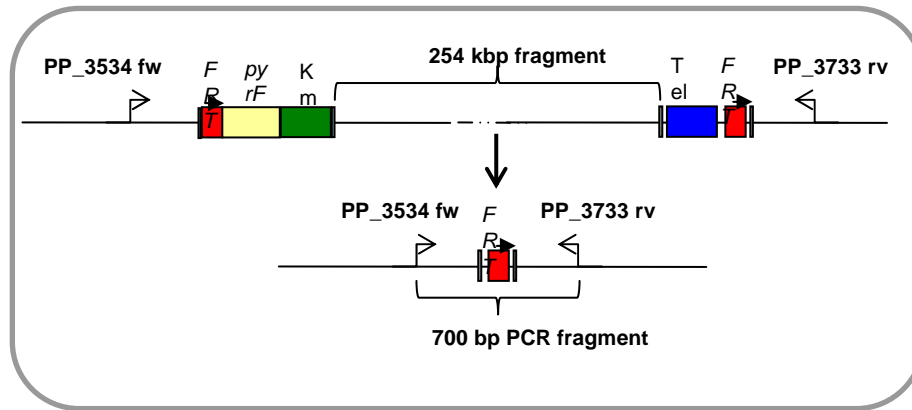 254 kbp fragment
PP_3534 fw
F
R
T
py
rF
K
m
T
el
F
R
T
PP_3733 rv
PP_3534 fw
F
R
T
PP_3733 rv
700 bp PCR fragment